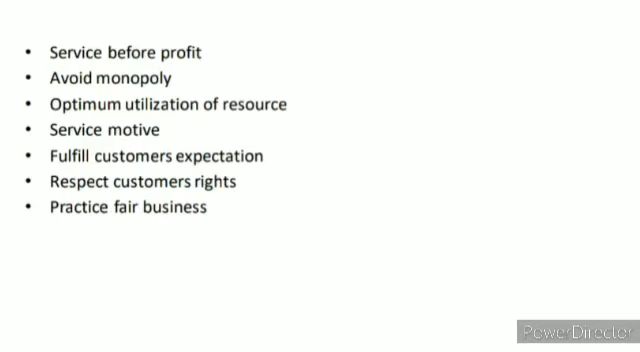 • Service before profit
• Avoid monopoly
• Optimum utilization of resource
• Service motive
• Fulfill customers expectation
• Respect customers rights
• Practice fair business
PowerDirector